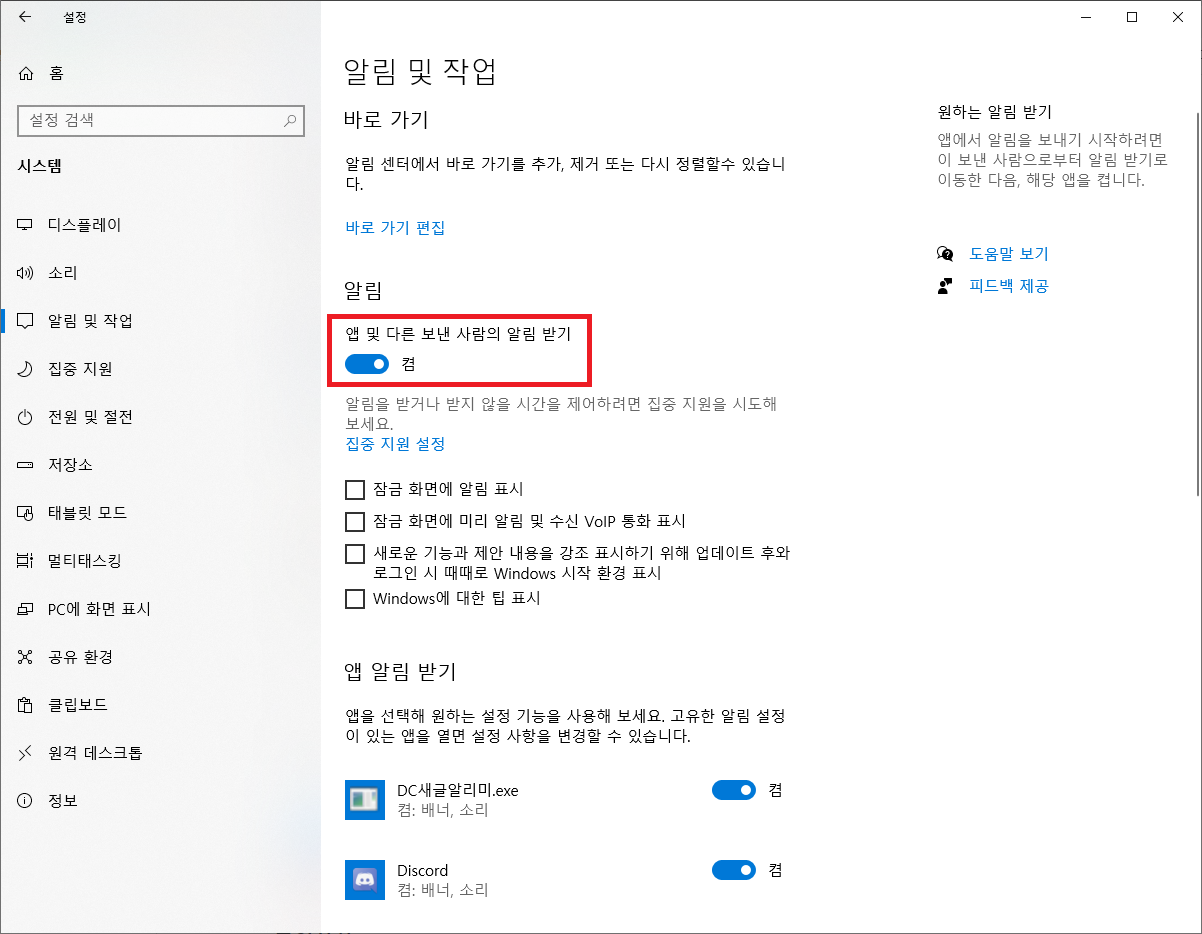 설정
홈
설정 검색
시스템
디스플레이
소리
알림 및 작업
집중 지원
전원 및 절전
저장소
태블릿 모드
멀티태스킹
PC에 화면 표시
공유 환경
클립보드
원격 데스크톱
정보
알림 및 작업
바로 가기
알림 센터에서 바로 가기를 추가, 제거 또는 다시 정렬할수 있습니
다.
바로 가기 편집
알림
앱 및 다른 보낸 사람의 알림 받기
켬
알림을 받거나 받지 않을 시간을 제어하려면 집중 지원을 시도해
보세요.
집중 지원 설정
잠금 화면에 알림 표시
잠금 화면에 미리 알림 및 수신 VoIP 통화 표시
새로운 기능과 제안 내용을 강조 표시하기 위해 업데이트 후와
로그인 시 때때로 Windows 시작 환경 표시
Windows에 대한 팁 표시
앱 알림 받기
앱을 선택해 원하는 설정 기능을 사용해 보세요. 고유한 알림 설정
이 있는 앱을 열면 설정 사항을 변경할 수 있습니다.
DC새글알리미.exe
켬: 배너, 소리
켬
Discord
켬: 배너, 소리
켬
원하는 알림 받기
앱에서 알림을 보내기 시작하려면
이 보낸 사람으로부터 알림 받기로
이동한 다음, 해당 앱을 켭니다.
도움말 보기
피드백 제공